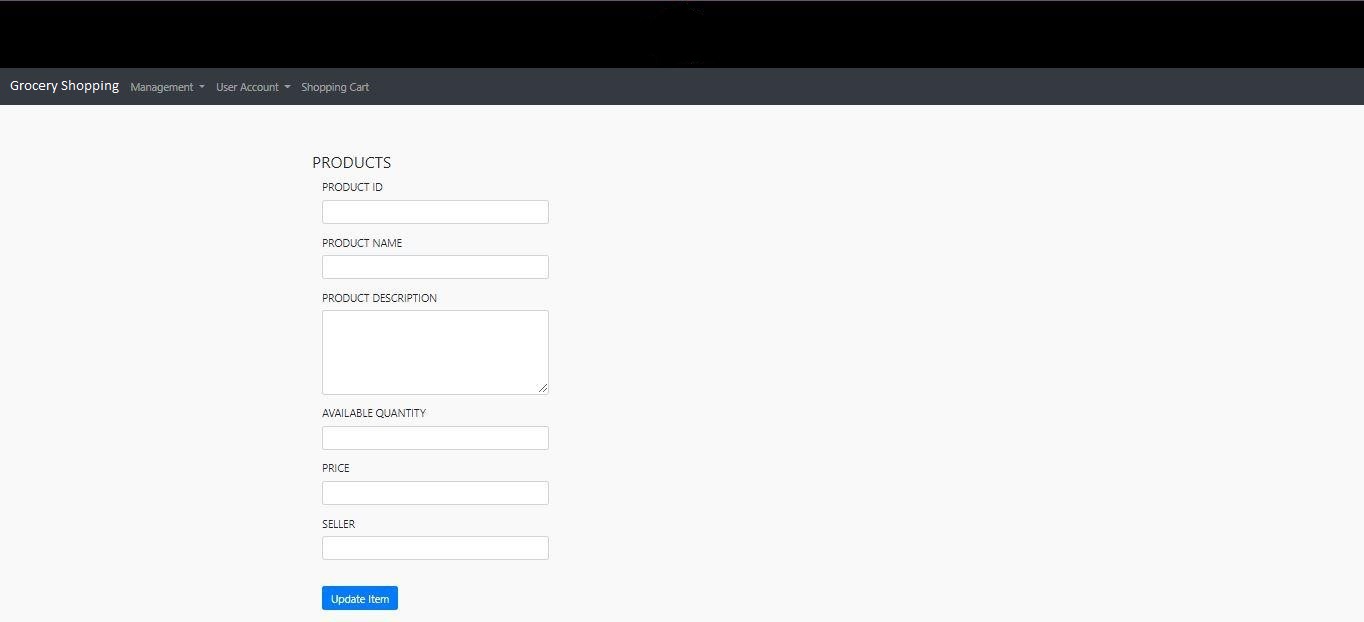 Grocery Shopping Management User Account Shopping Cart
PRODUCTS
PRODUCT ID
PRODUCT NAME
PRODUCT DESCRIPTION
AVAILABLE QUANTITY
PRICE
SELLER
Update Item